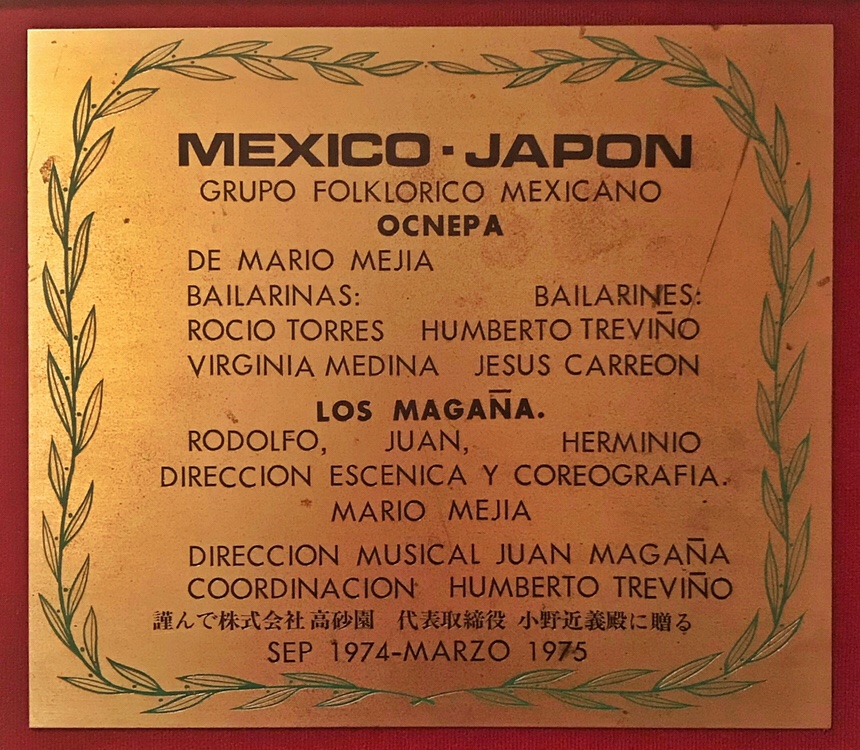 MEXICO·JAPON
GRUPO FOLKLORICO MEXICANO
OCNEPA
DE MARIO MEJIA
BAILARINAS: BAILARINES:
ROCIO TORRES HUMBERTO TREVIÑO
VIRGINIA MEDINA JESUS CARREON
LOS MAGAÑA.
RODOLFO, JUAN, HERMINIO
DIRECCION ESCENICA Y COREOGRAFIA.
MARIO MEJIA
DIRECCION MUSICAL JUAN MAGAÑA
COORDINACION HUMBERTO TREVIÑO
謹んで株式会社高砂園 代表取締役 小野近義殿に贈る
SEP 1974-MARZO 1975